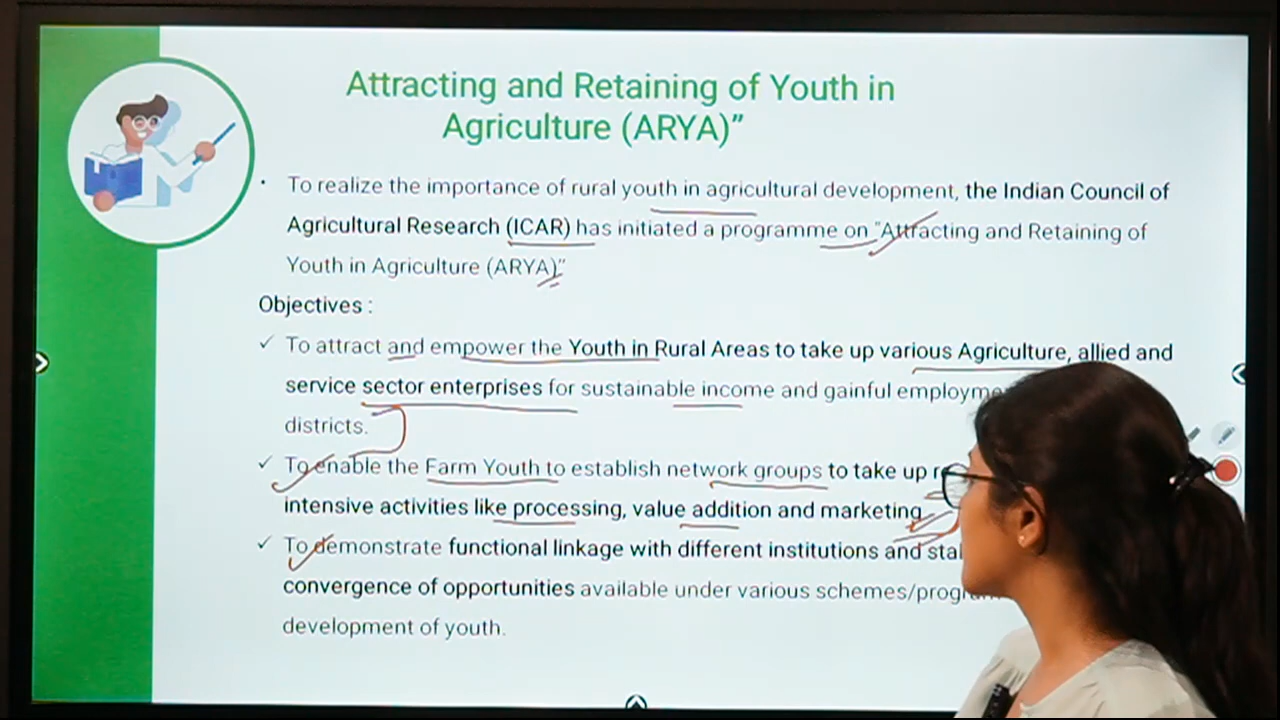 Attracting and Retaining of Youth in
Agriculture (ARYA)”
• To realize the importance of rural youth in agricultural development, the Indian Council of
Agricultural Research (ICAR) has initiated a programme on “Attracting and Retaining of
Youth in Agriculture (ARYA)”
Objectives :
✓ To attract and empower the Youth in Rural Areas to take up various Agriculture, allied and
service sector enterprises for sustainable income and gainful
districts.
✓ To enable the Farm Youth to establish network groups to take up
intensive activities like processing, value addition and marketing
✓ To demonstrate functional linkage with different institutions and
convergence of opportunities available under various
development of youth.